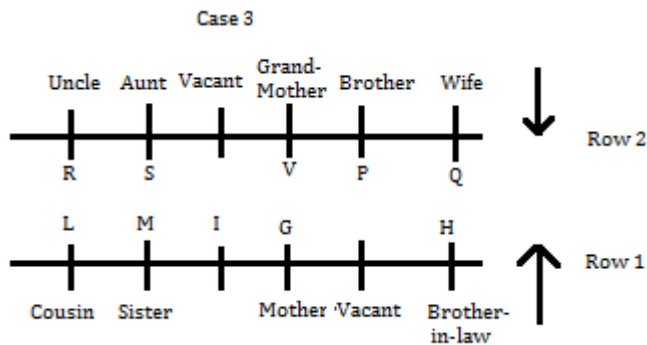 Case 3
Uncle Aunt Vacant Grand-
Mother Brother Wife
R S V P Q
Row 2
L M I G H
Row 1
Cousin Sister Mother Vacant Brother-
in-law